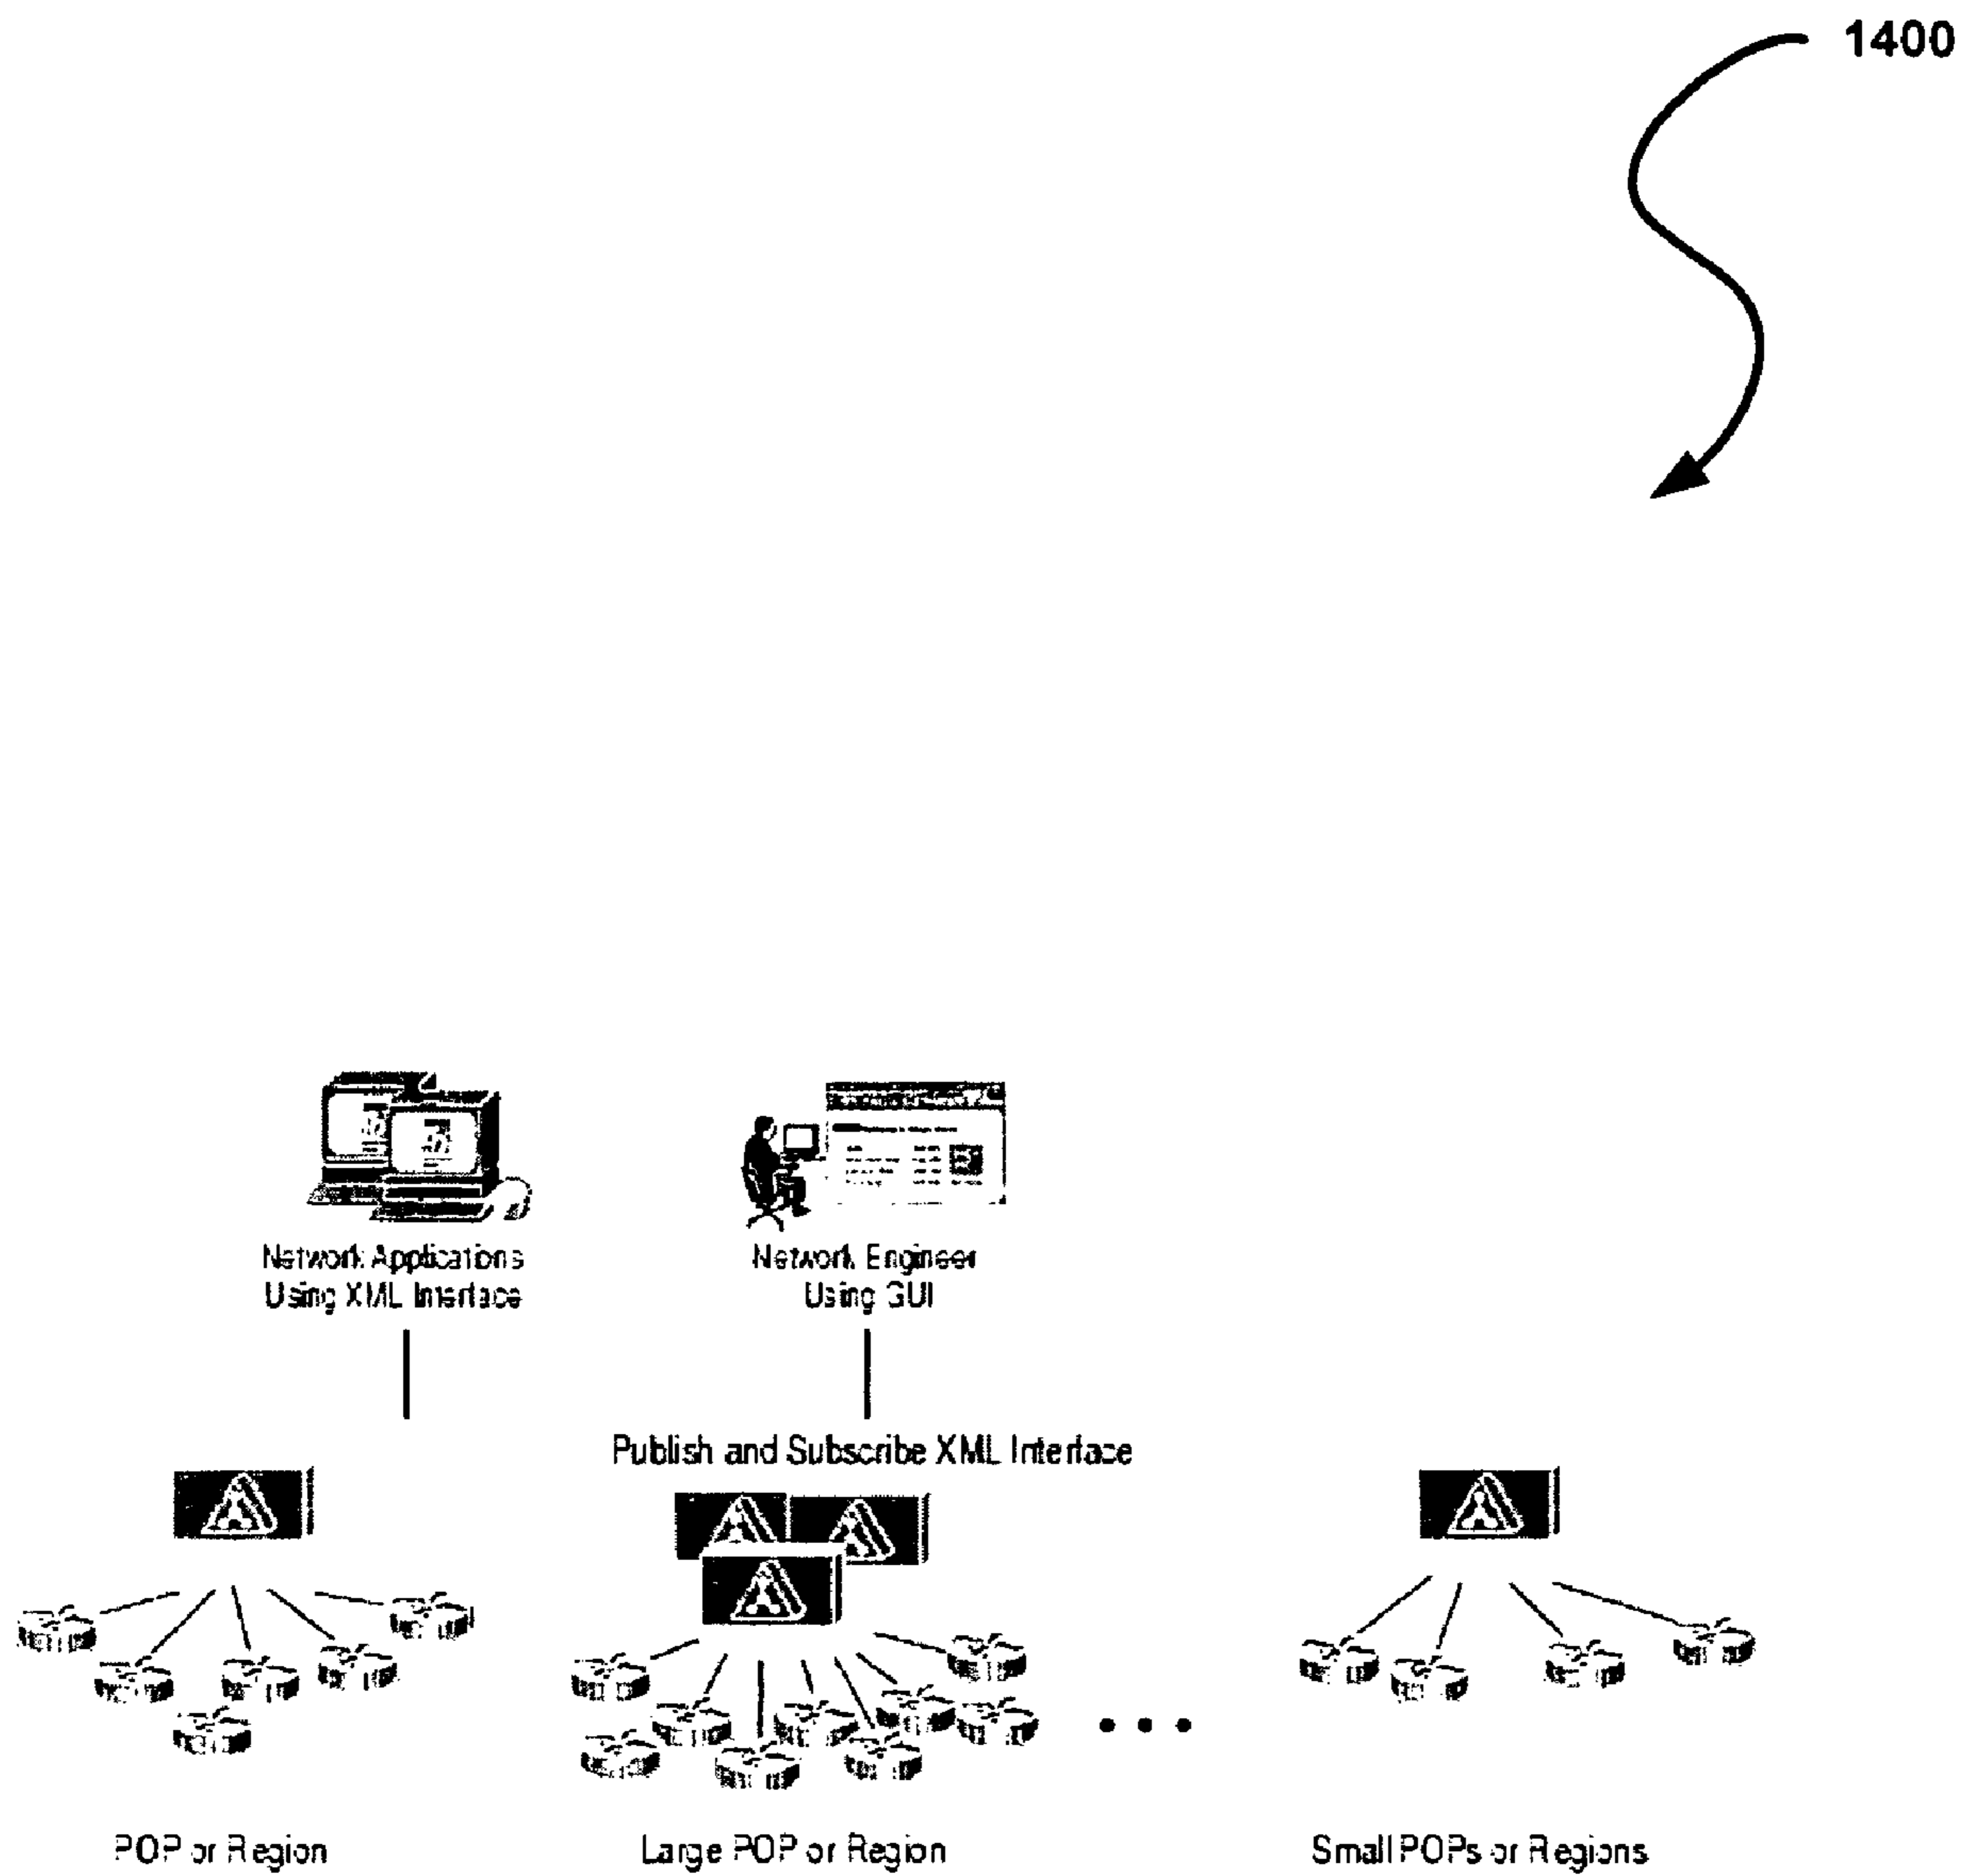 1400
Network Applications
Using XML Interface
Network Engineer
Using GUI
Publish and Subscribe XML Interface
POP or Region
Large POP or Region
Small POPs or Regions